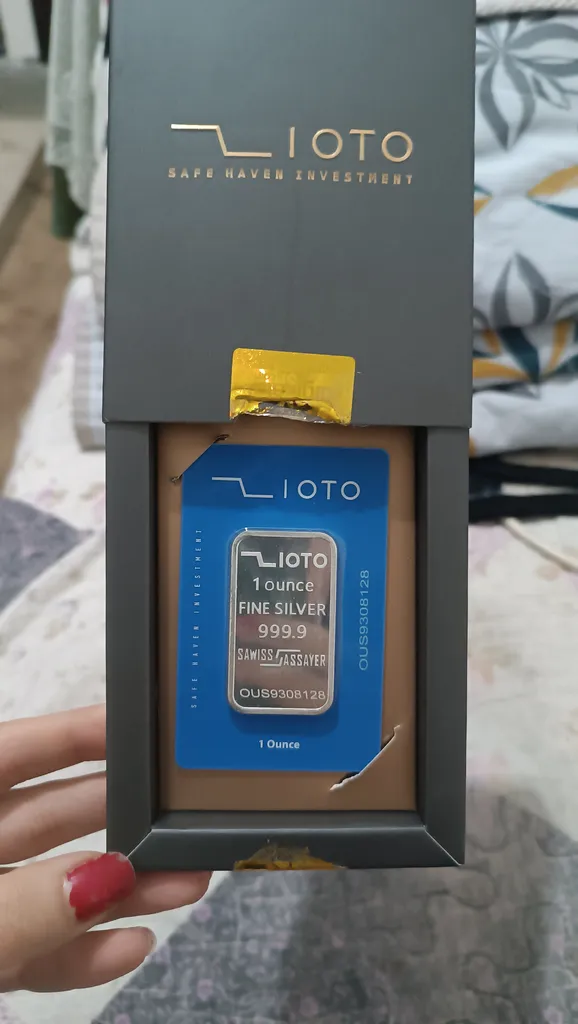 IOTO
SAFE HAVEN INVESTMENT
IOTO
SAFE HAVEN INVESTMENT
IOTO
1 ounce
FINE SILVER
999.9
SAWISS ASSAYER
OUS9308128
OUS9308128
1 Ounce